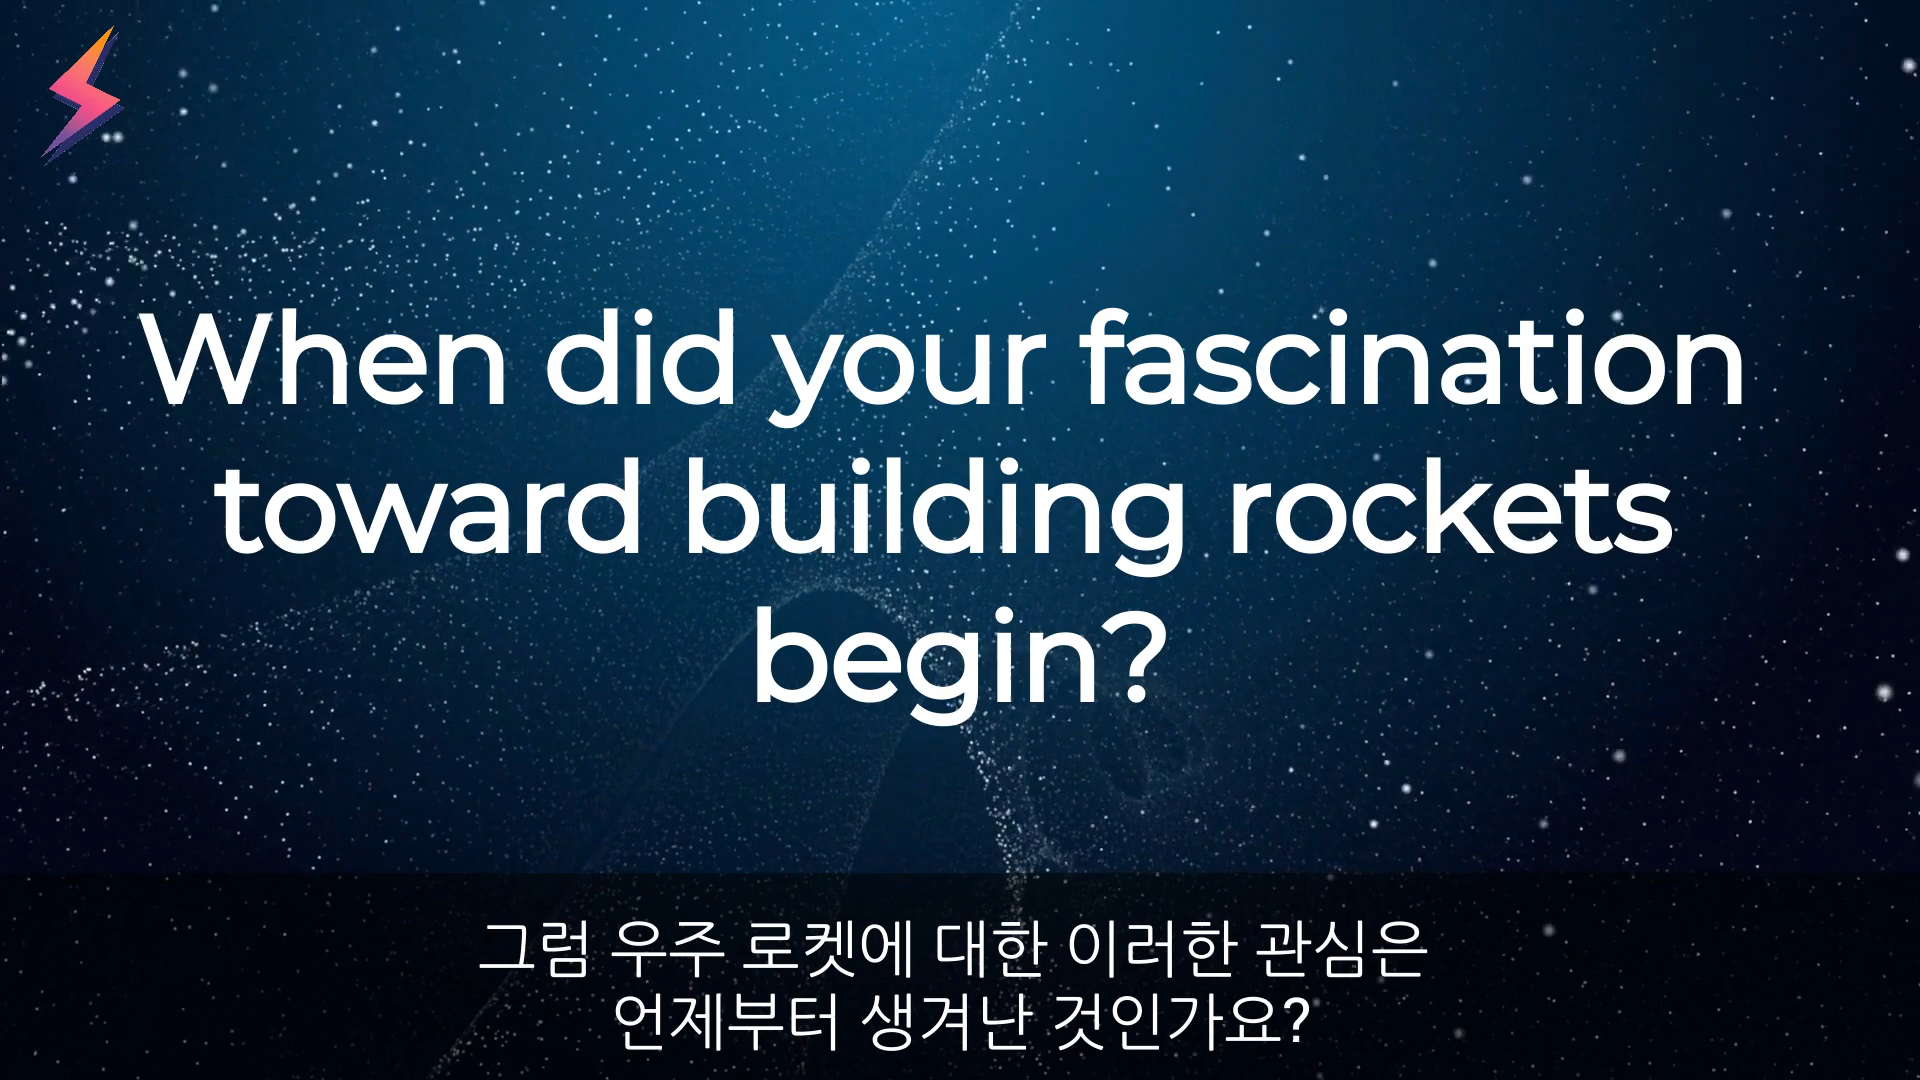 When did your fascination
toward building rockets
begin?
그럼 우주 로켓에 대한 이러한 관심은
언제부터 생겨난 것인가요?